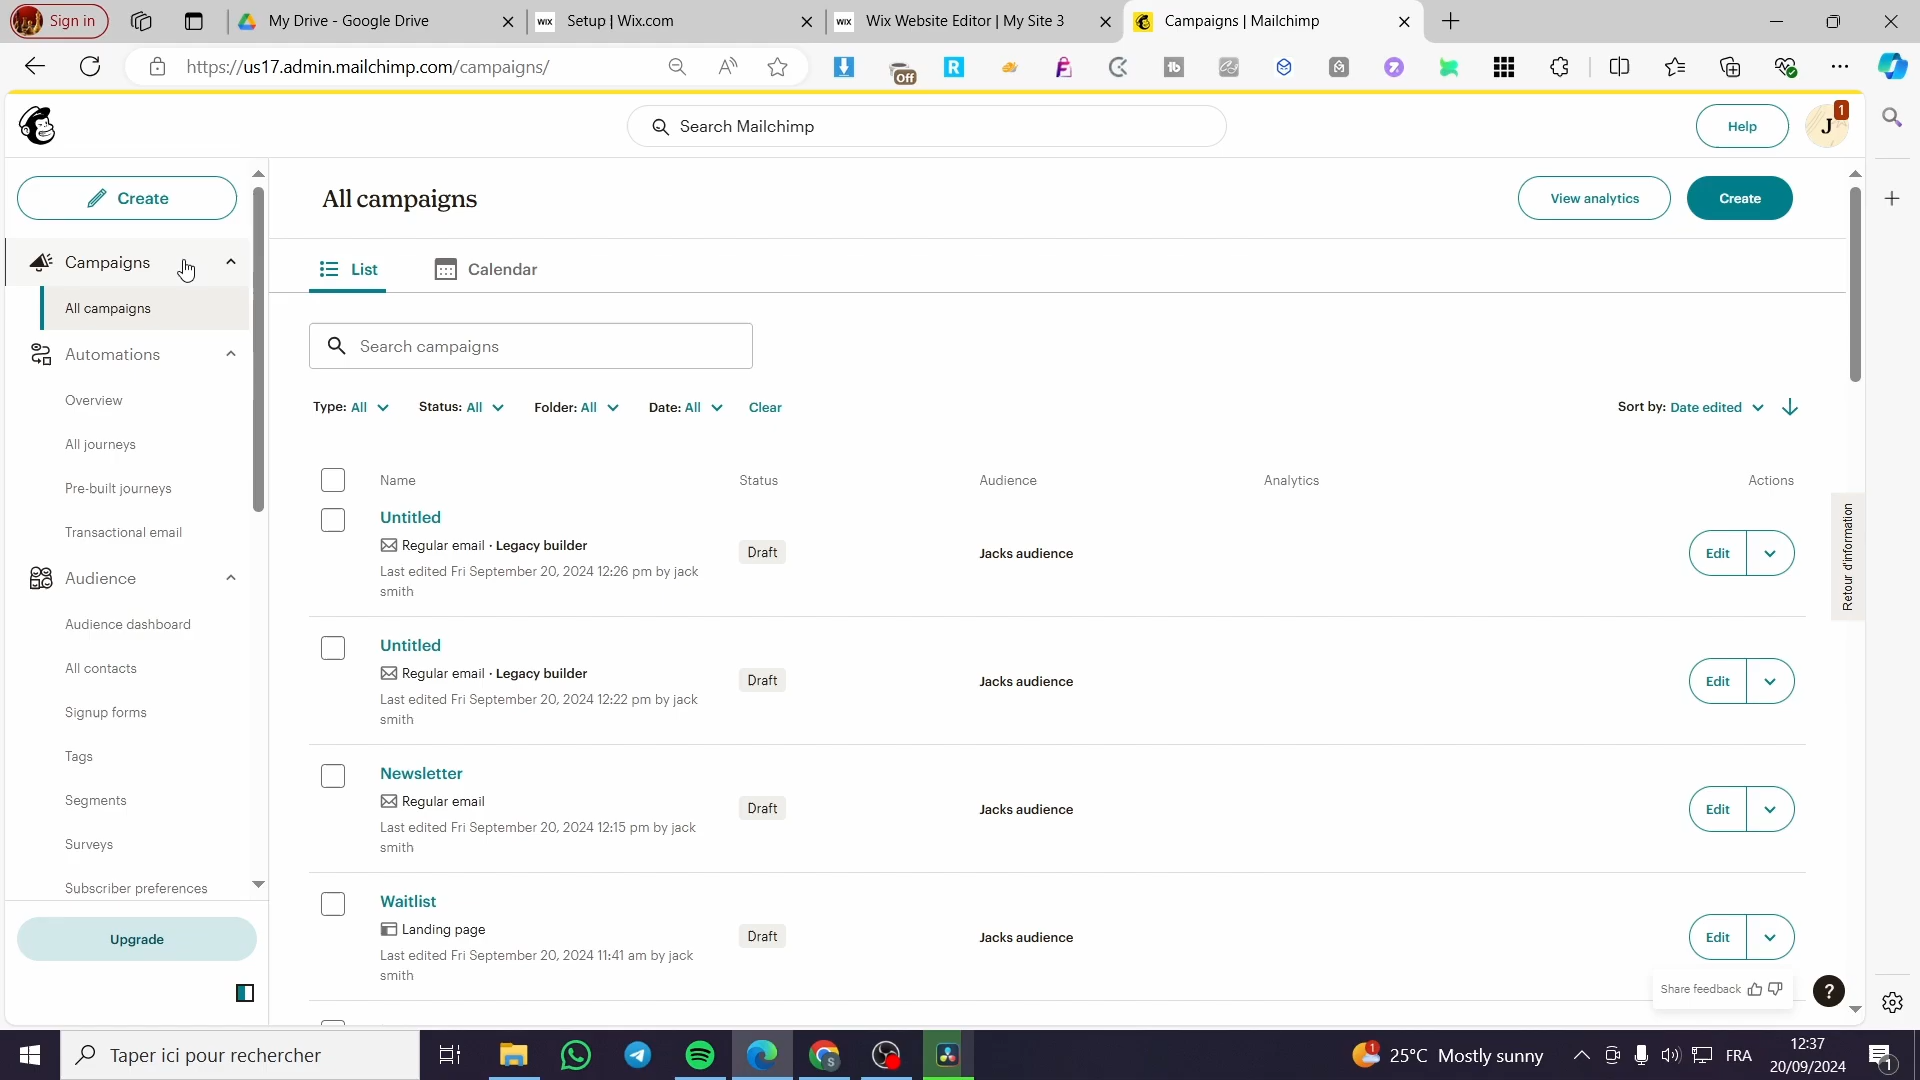 Sign in
My Drive - Google Drive
WIX
Setup | Wix.com
WIX
Wix Website Editor | My Site 3
Campaigns | Mailchimp
https://us17.admin.mailchimp.com/campaigns/
Off
Search Mailchimp
Help
J
1
Create
Campaigns
All campaigns
Automations
Overview
All journeys
Pre-built journeys
Transactional email
Audience
Audience dashboard
All contacts
Signup forms
Tags
Segments
Surveys
Subscriber preferences
Upgrade
All campaigns
View analytics
Create
List
Calendar
Search campaigns
Type: All
Status: All
Folder: All
Date: All
Clear
Sort by: Date edited
Name
Status
Audience
Analytics
Actions
Untitled
Regular email · Legacy builder
Last edited Fri September 20, 2024 12:26 pm by jack
smith
Draft
Jacks audience
Edit
Untitled
Regular email · Legacy builder
Last edited Fri September 20, 2024 12:22 pm by jack
smith
Draft
Jacks audience
Edit
Newsletter
Regular email
Last edited Fri September 20, 2024 12:15 pm by jack
smith
Draft
Jacks audience
Edit
Waitlist
Landing page
Last edited Fri September 20, 2024 11:41 am by jack
smith
Draft
Jacks audience
Edit
Retour d'information
Share feedback
?
Taper ici pour rechercher
1
25°C Mostly sunny
FRA
12:37
20/09/2024
1